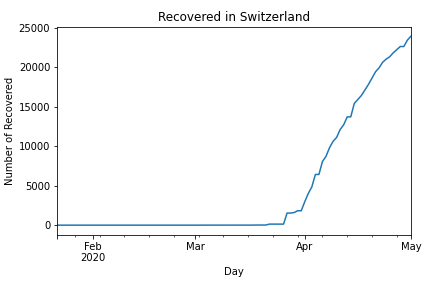 Recovered in Switzerland
25000
20000
15000
10000
5000
0
Number of Recovered
Feb
2020
Mar
Apr
May
Day